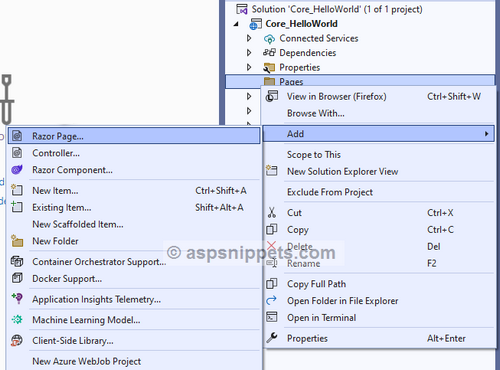 Solution 'Core_HelloWorld' (1 of 1 project)
Core_HelloWorld
Connected Services
Dependencies
Properties
Pages
View in Browser (Firefox) Ctrl+Shift+W
Browse With...
Add
Scope to This
New Solution Explorer View
Exclude From Project
Cut Ctrl+X
Copy Ctrl+C
Delete Del
Rename F2
Copy Full Path
Open Folder in File Explorer
Open in Terminal
Properties Alt+Enter
Razor Page...
Controller...
Razor Component...
New Item... Ctrl+Shift+A
Existing Item... Shift+Alt+A
New Scaffolded Item...
New Folder
Container Orchestrator Support...
Docker Support...
Application Insights Telemetry...
Machine Learning Model...
Client-Side Library...
New Azure WebJob Project
© aspsnippets.com